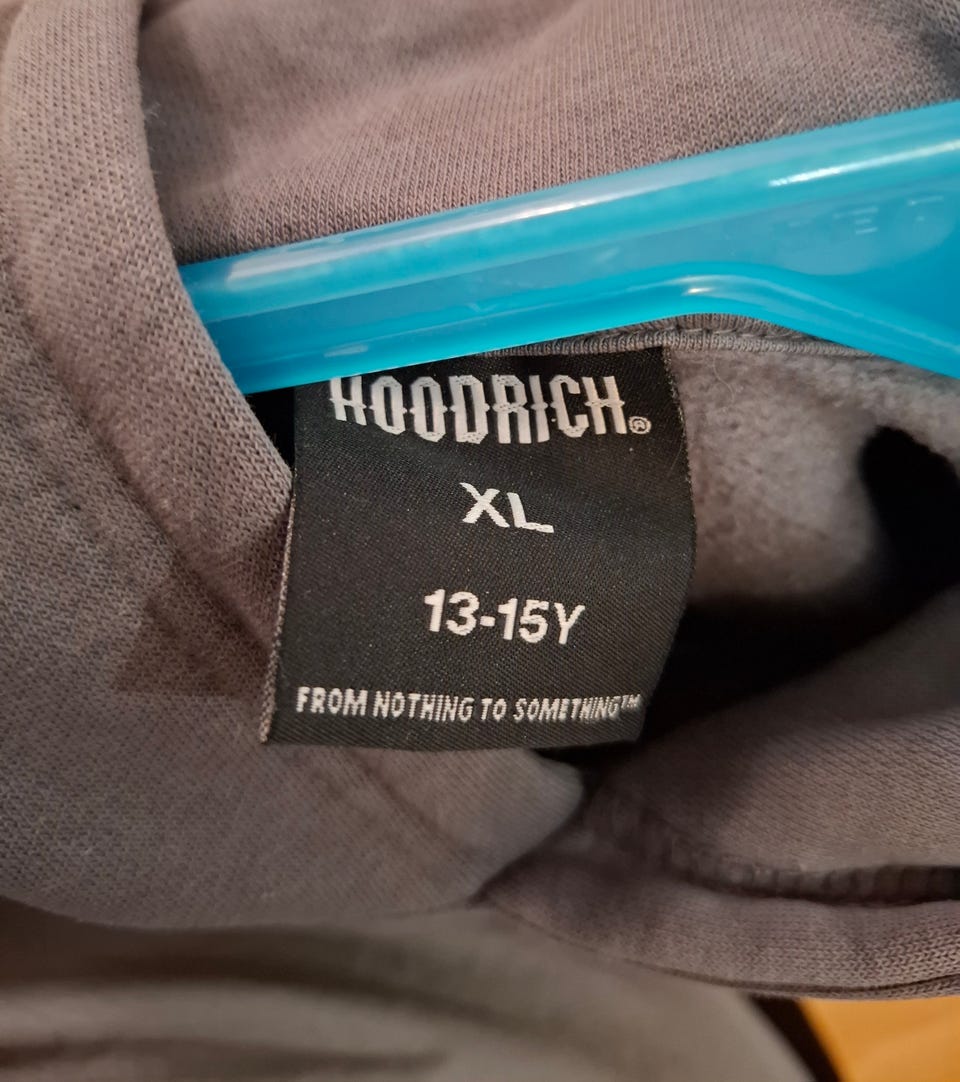 HOODRICH®
XL
13-15Y
FROM NOTHING TO SOMETHING™